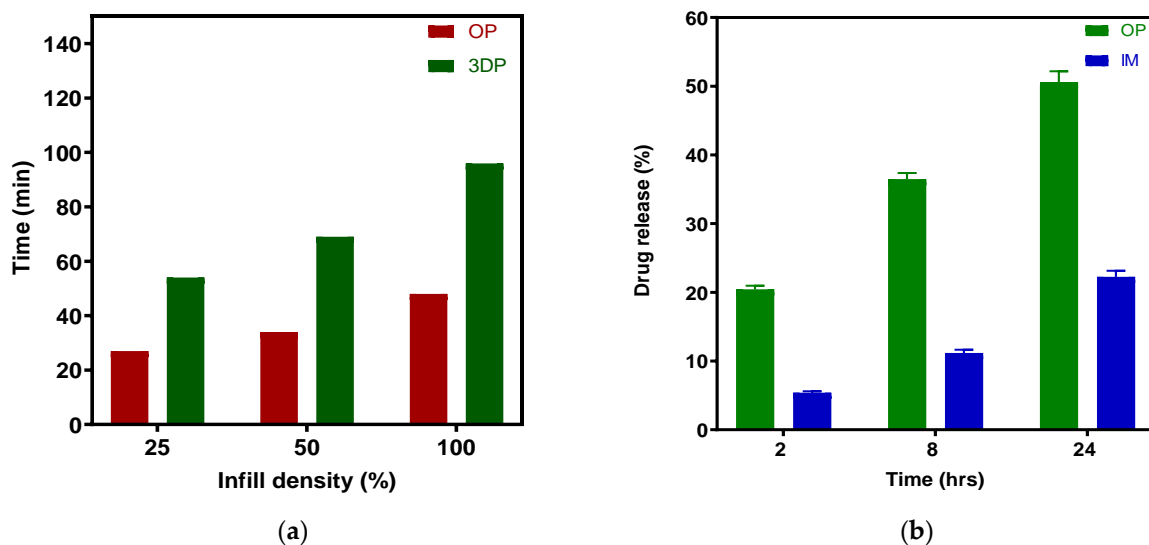 OP
3DP
140
120
100
80
60
40
20
0
Time (min)
25 50 100
Infill density (%)
(a)
OP
IM
60
50
40
30
20
10
0
Drug release (%)
2 8 24
Time (hrs)
(b)